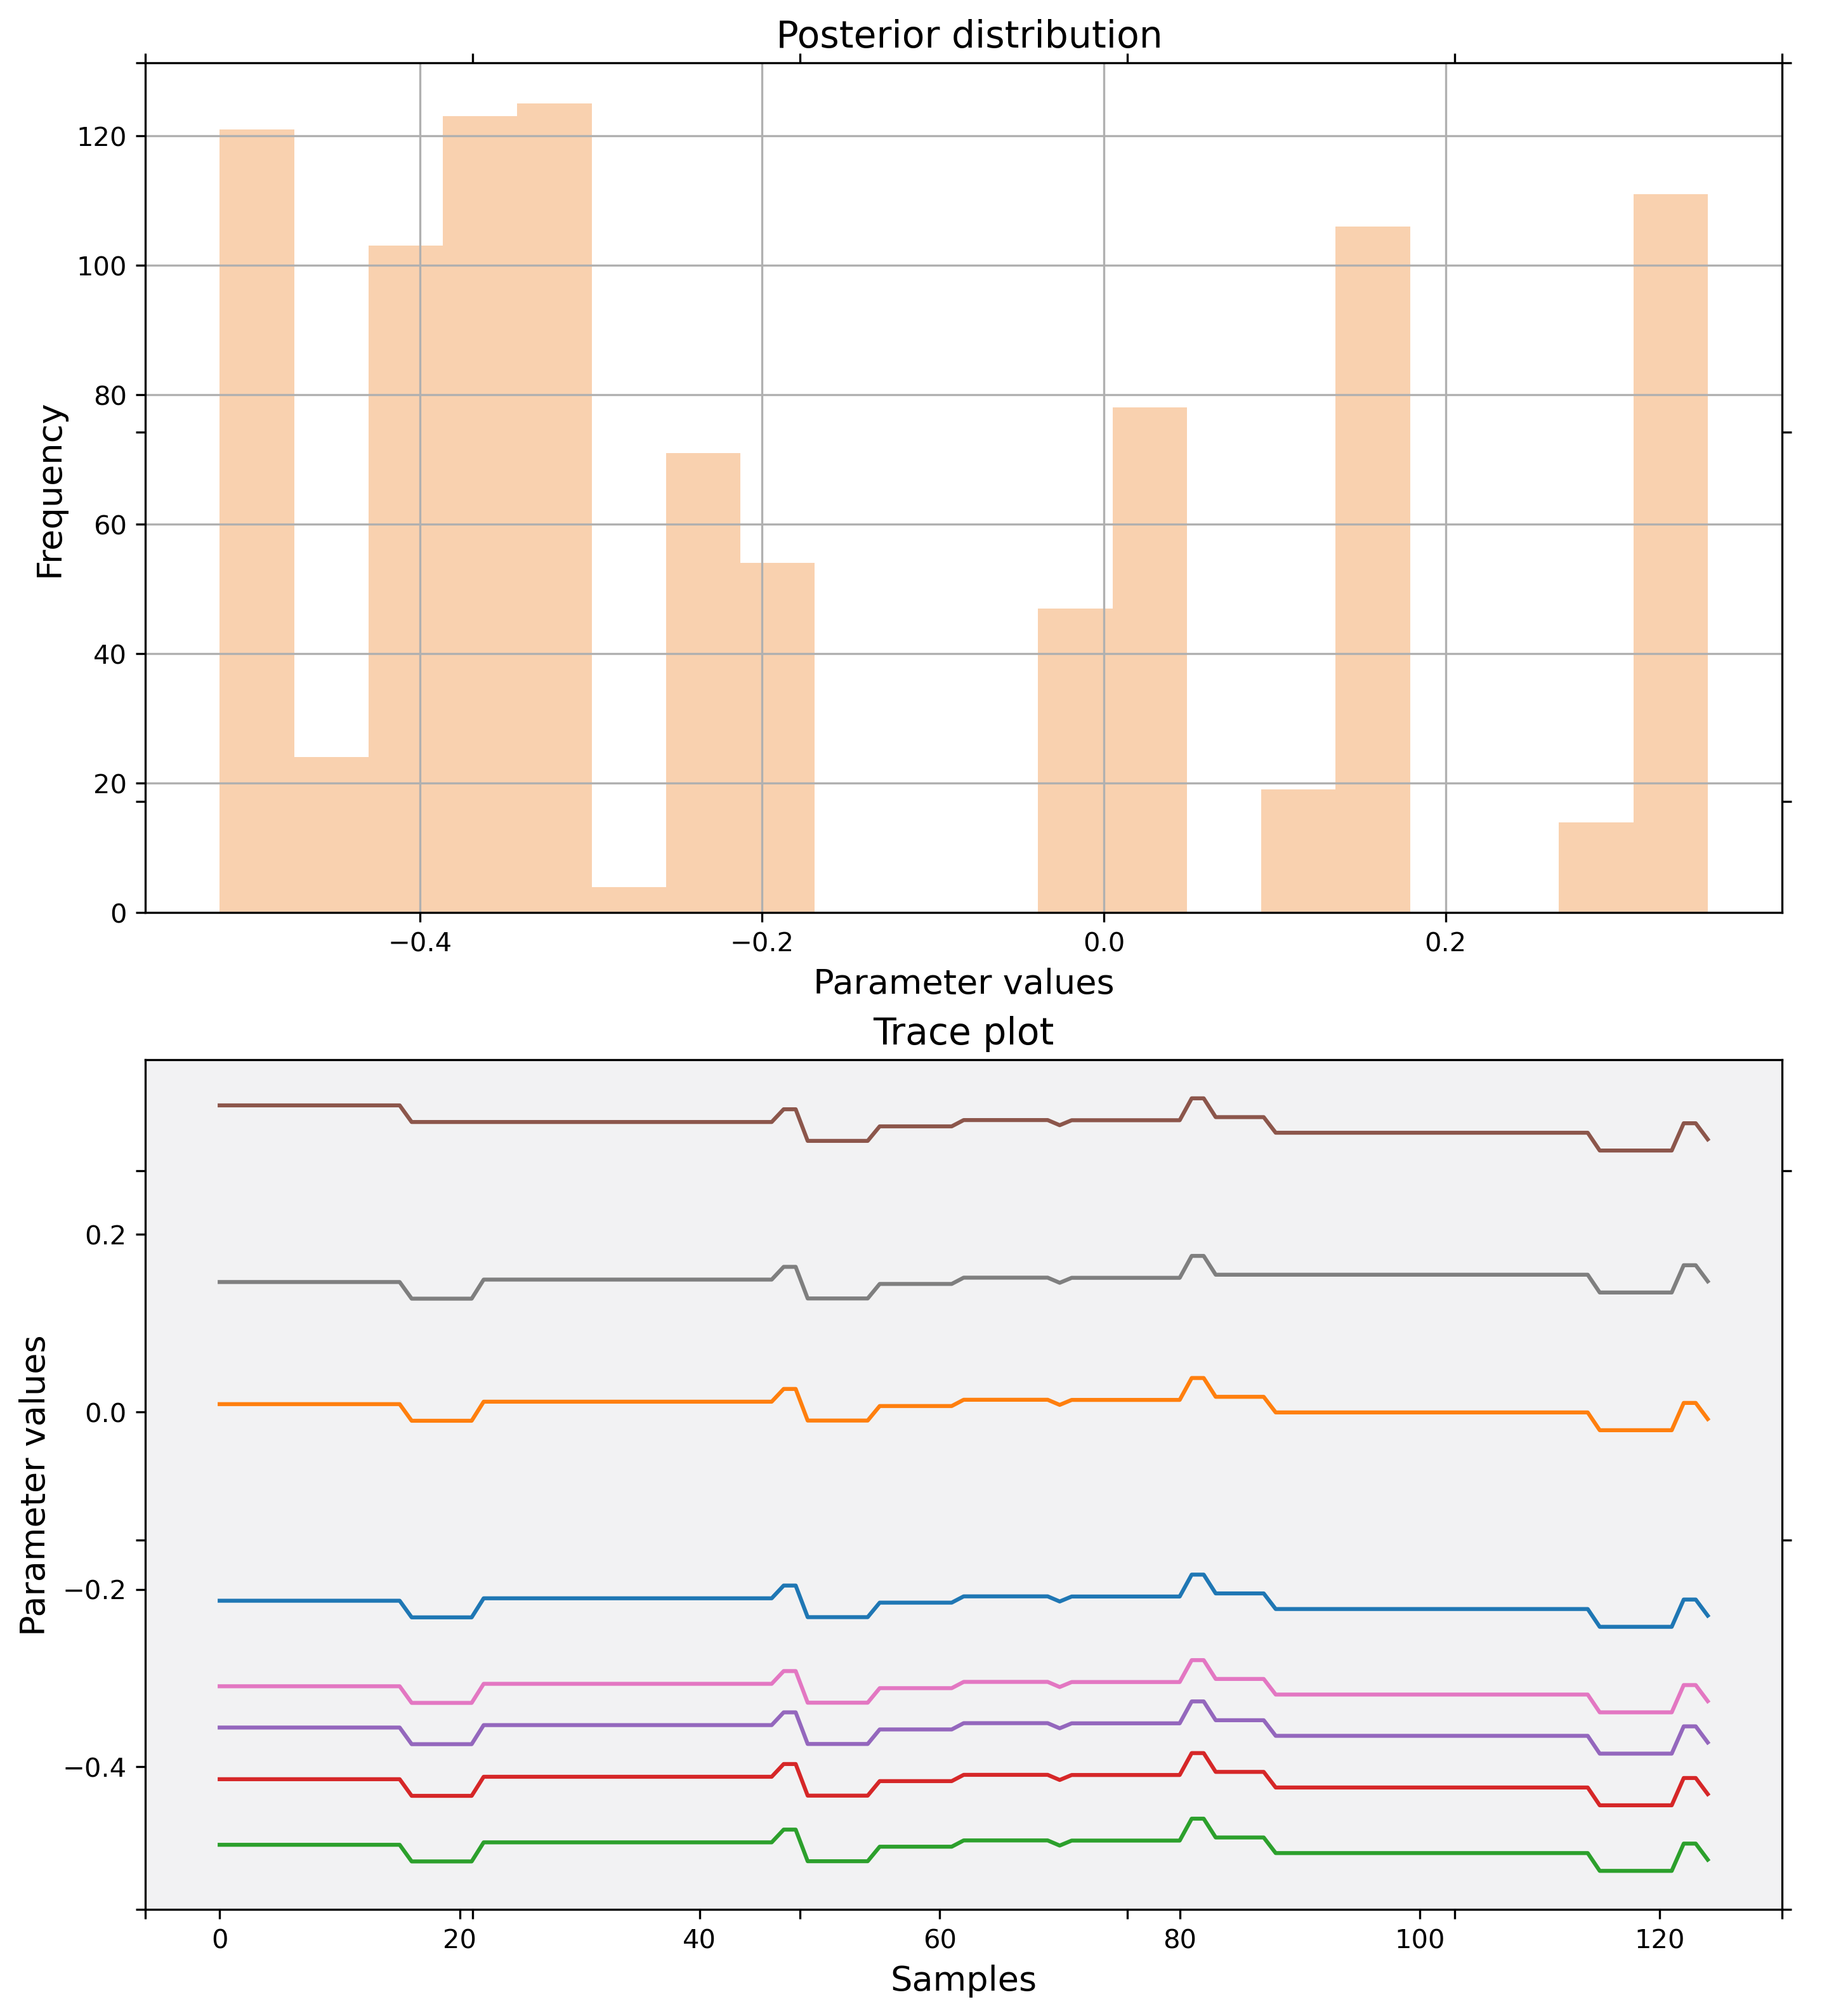 Posterior distribution
120
100
80
60
40
20
0
Frequency
−0.4 −0.2 0.0 0.2
Parameter values
Trace plot
0.2
0.0
−0.2
−0.4
Parameter values
0 20 40 60 80 100 120
Samples